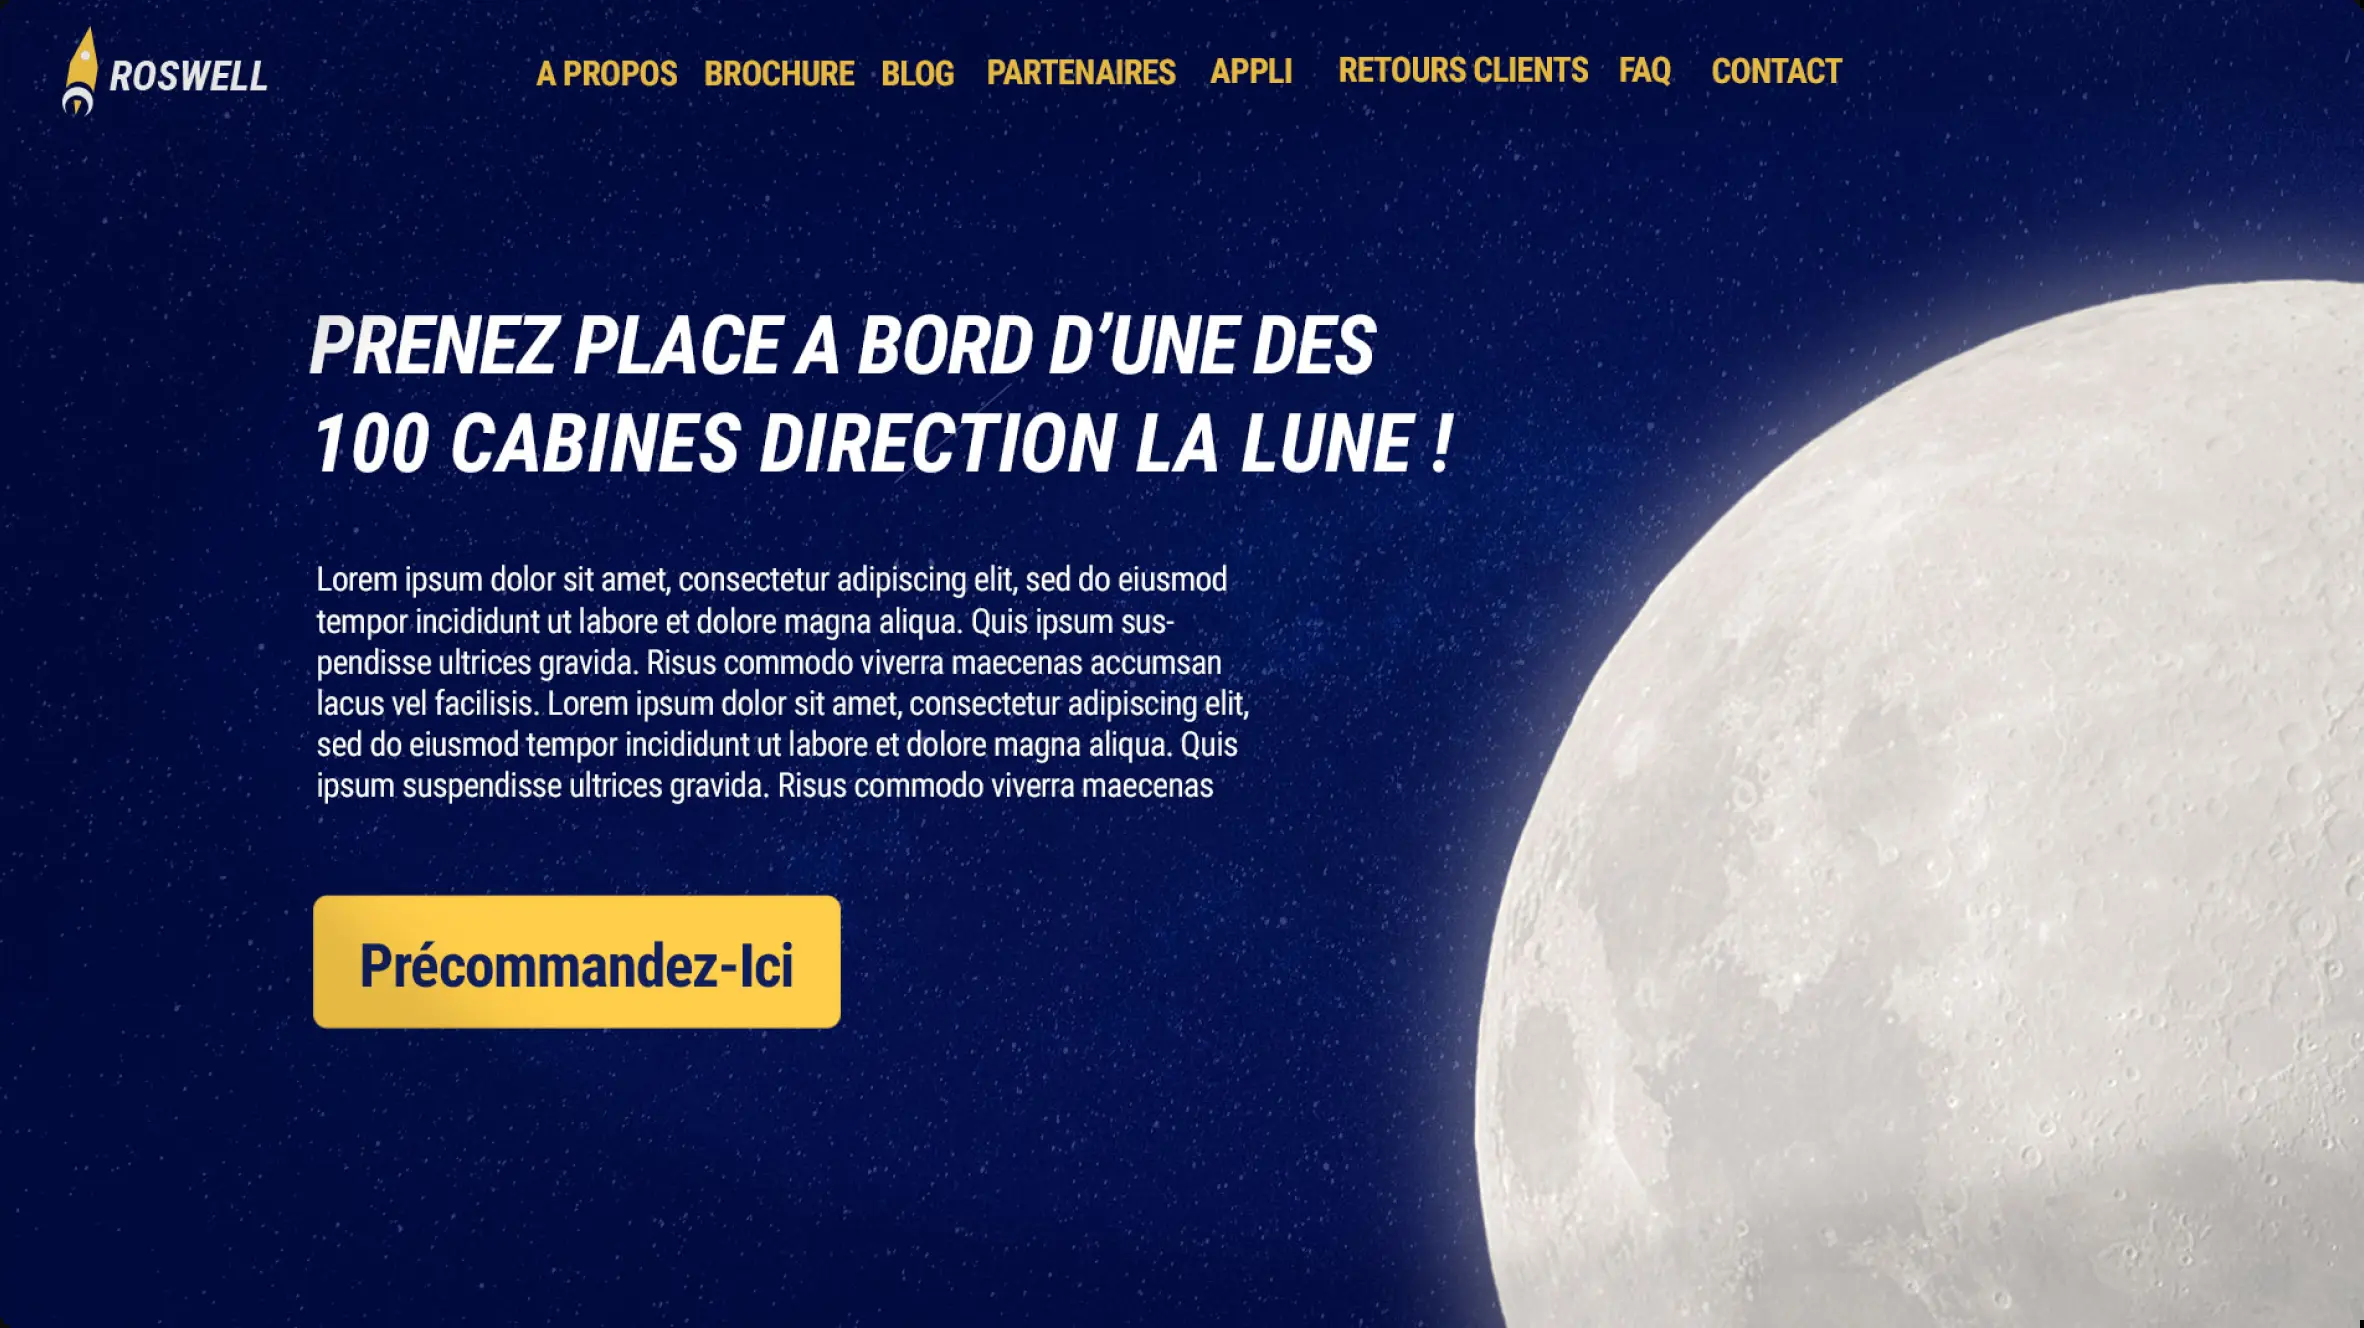 ROSWELL
A PROPOS BROCHURE BLOG PARTENAIRES APPLI RETOURS CLIENTS FAQ CONTACT
PRENEZ PLACE A BORD D’UNE DES
100 CABINES DIRECTION LA LUNE !
Lorem ipsum dolor sit amet, consectetur adipiscing elit, sed do eiusmod
tempor incididunt ut labore et dolore magna aliqua. Quis ipsum sus-
pendisse ultrices gravida. Risus commodo viverra maecenas accumsan
lacus vel facilisis. Lorem ipsum dolor sit amet, consectetur adipiscing elit,
sed do eiusmod tempor incididunt ut labore et dolore magna aliqua. Quis
ipsum suspendisse ultrices gravida. Risus commodo viverra maecenas
Précommandez-Ici